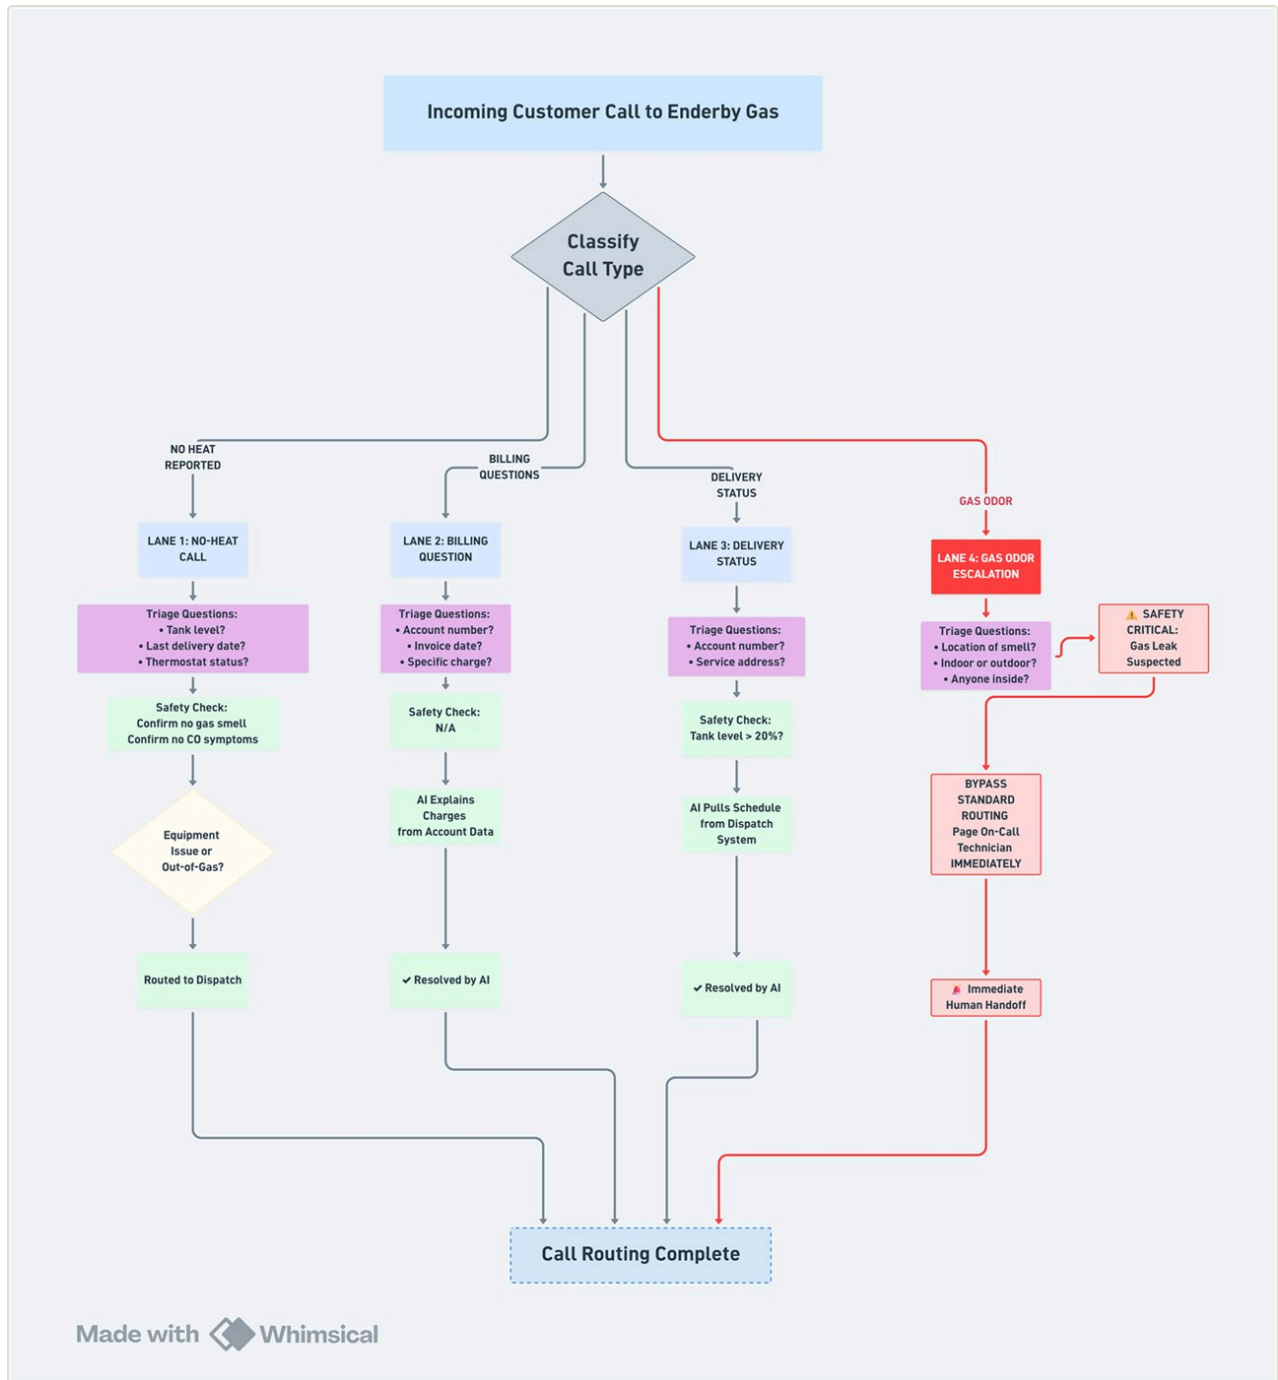 Incoming Customer Call to Enderby Gas
Classify
Call Type
NO HEAT
REPORTED
BILLING
QUESTIONS
DELIVERY
STATUS
GAS ODOR
LANE 1: NO-HEAT
CALL
Triage Questions:
• Tank level?
• Last delivery date?
• Thermostat status?
Safety Check:
Confirm no gas smell
Confirm no CO symptoms
Equipment
Issue or
Out-of-Gas?
Routed to Dispatch
LANE 2: BILLING
QUESTION
Triage Questions:
• Account number?
• Invoice date?
• Specific charge?
Safety Check:
N/A
AI Explains
Charges
from Account Data
✔ Resolved by AI
LANE 3: DELIVERY
STATUS
Triage Questions:
• Account number?
• Service address?
Safety Check:
Tank level > 20%?
AI Pulls Schedule
from Dispatch
System
✔ Resolved by AI
LANE 4: GAS ODOR
ESCALATION
Triage Questions:
• Location of smell?
• Indoor or outdoor?
• Anyone inside?
⚠️ SAFETY
CRITICAL:
Gas Leak
Suspected
BYPASS
STANDARD
ROUTING
Page On-Call
Technician
IMMEDIATELY
Immediate
Human Handoff
Call Routing Complete
Made with Whimsical